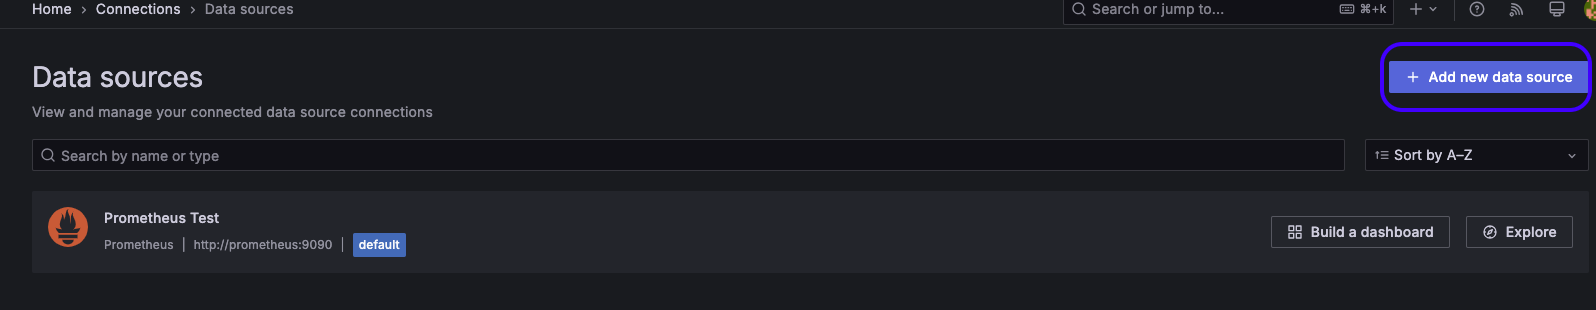 Home > Connections > Data sources
Search or jump to... ⌘+k
Data sources
+ Add new data source
View and manage your connected data source connections
Search by name or type
Sort by A–Z
Prometheus Test
Prometheus | http://prometheus:9090 | default
Build a dashboard
Explore